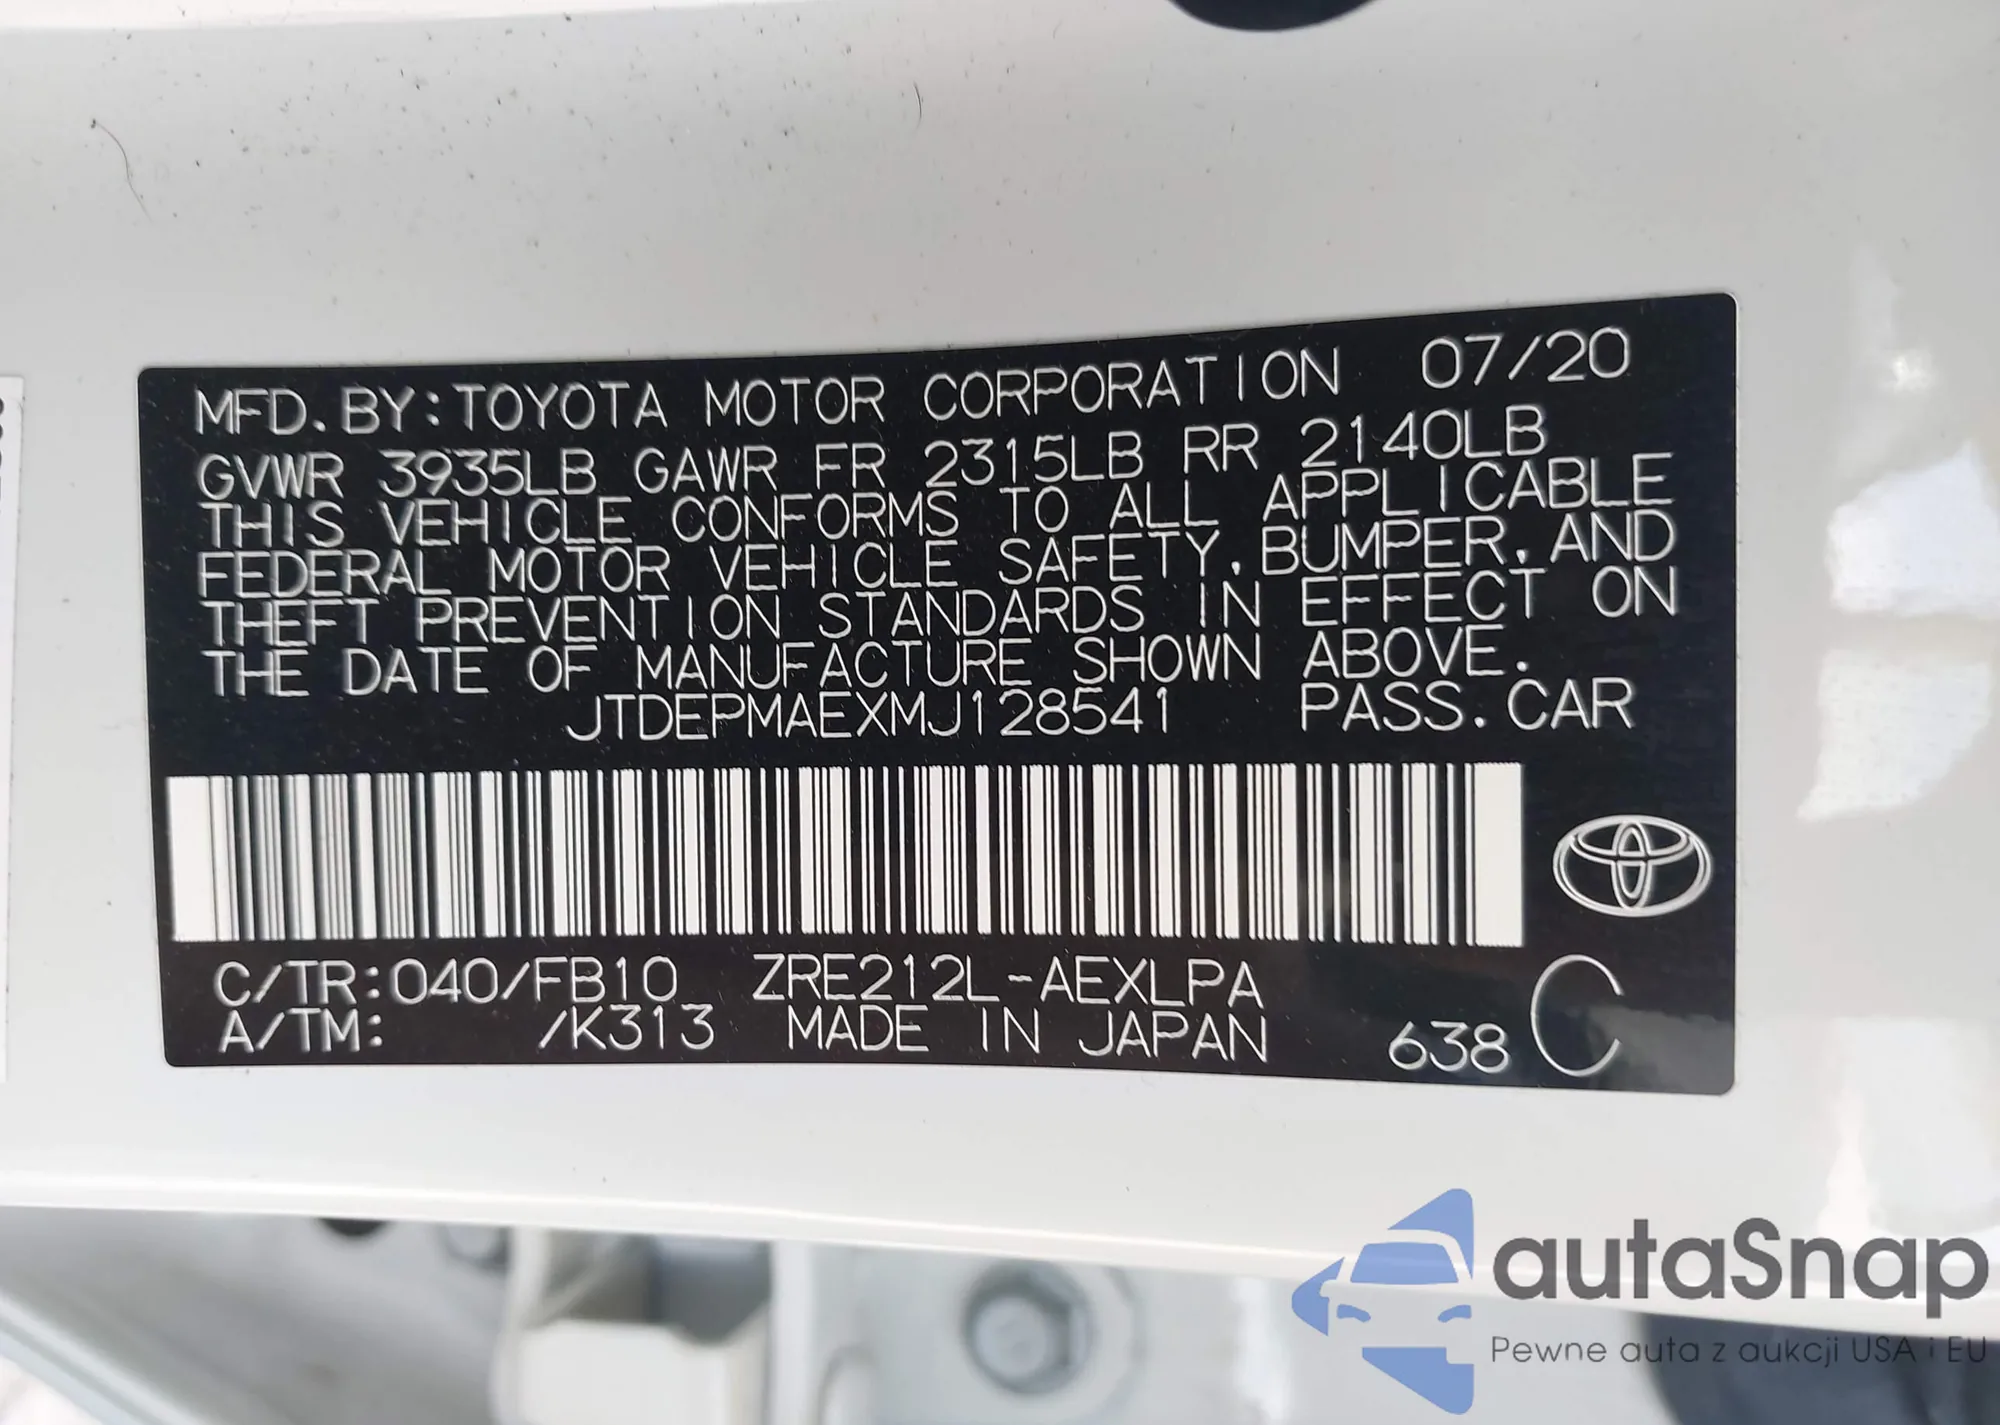 MFD. BY: TOYOTA MOTOR CORPORATION 07/20
GVWR 3935LB GAWR FR 2315LB RR 2140LB
THIS VEHICLE CONFORMS TO ALL APPLICABLE
FEDERAL MOTOR VEHICLE SAFETY, BUMPER, AND
THEFT PREVENTION STANDARDS IN EFFECT ON
THE DATE OF MANUFACTURE SHOWN ABOVE.
JTDEPMAEXMJ128541 PASS. CAR
C/TR: 040/FB10 ZRE212L-AEXLPA
A/TM: /K313 MADE IN JAPAN 638 C
autaSnap
Pewne auta z aukcji USA i EU